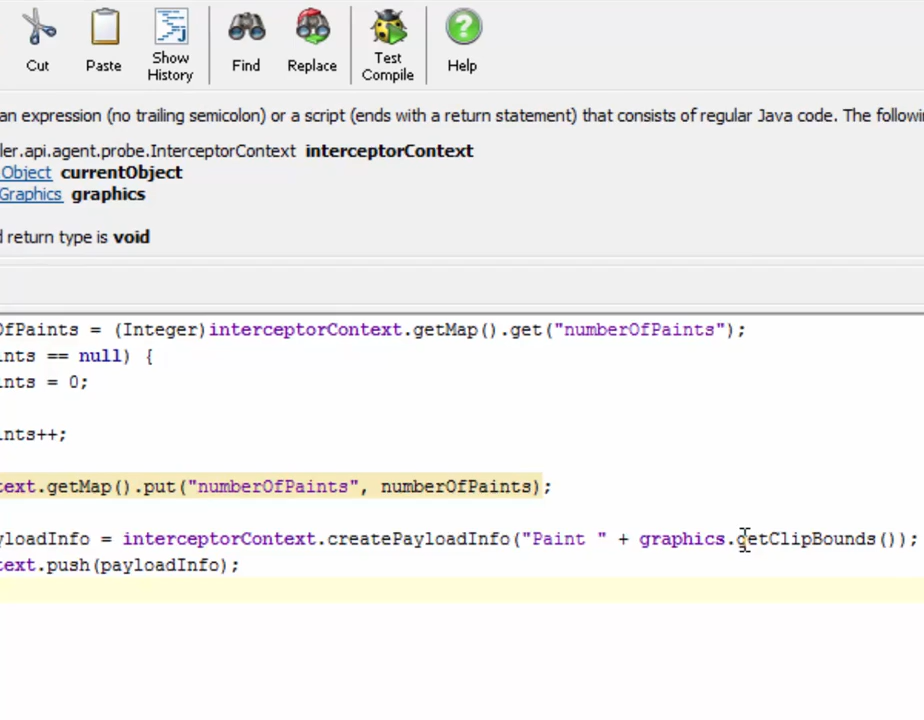 Cut Paste Show History Find Replace Test Compile Help
an expression (no trailing semicolon) or a script (ends with a return statement) that consists of regular Java code. The followi
ler.api.agent.probe.InterceptorContext interceptorContext
Object currentObject
Graphics graphics
d return type is void
OfPaints = (Integer)interceptorContext.getMap().get("numberOfPaints");
ints == null) {
ints = 0;
ints++;
text.getMap().put("numberOfPaints", numberOfPaints);
yloadInfo = interceptorContext.createPayloadInfo("Paint " + graphics.getClipBounds());
text.push(payloadInfo);